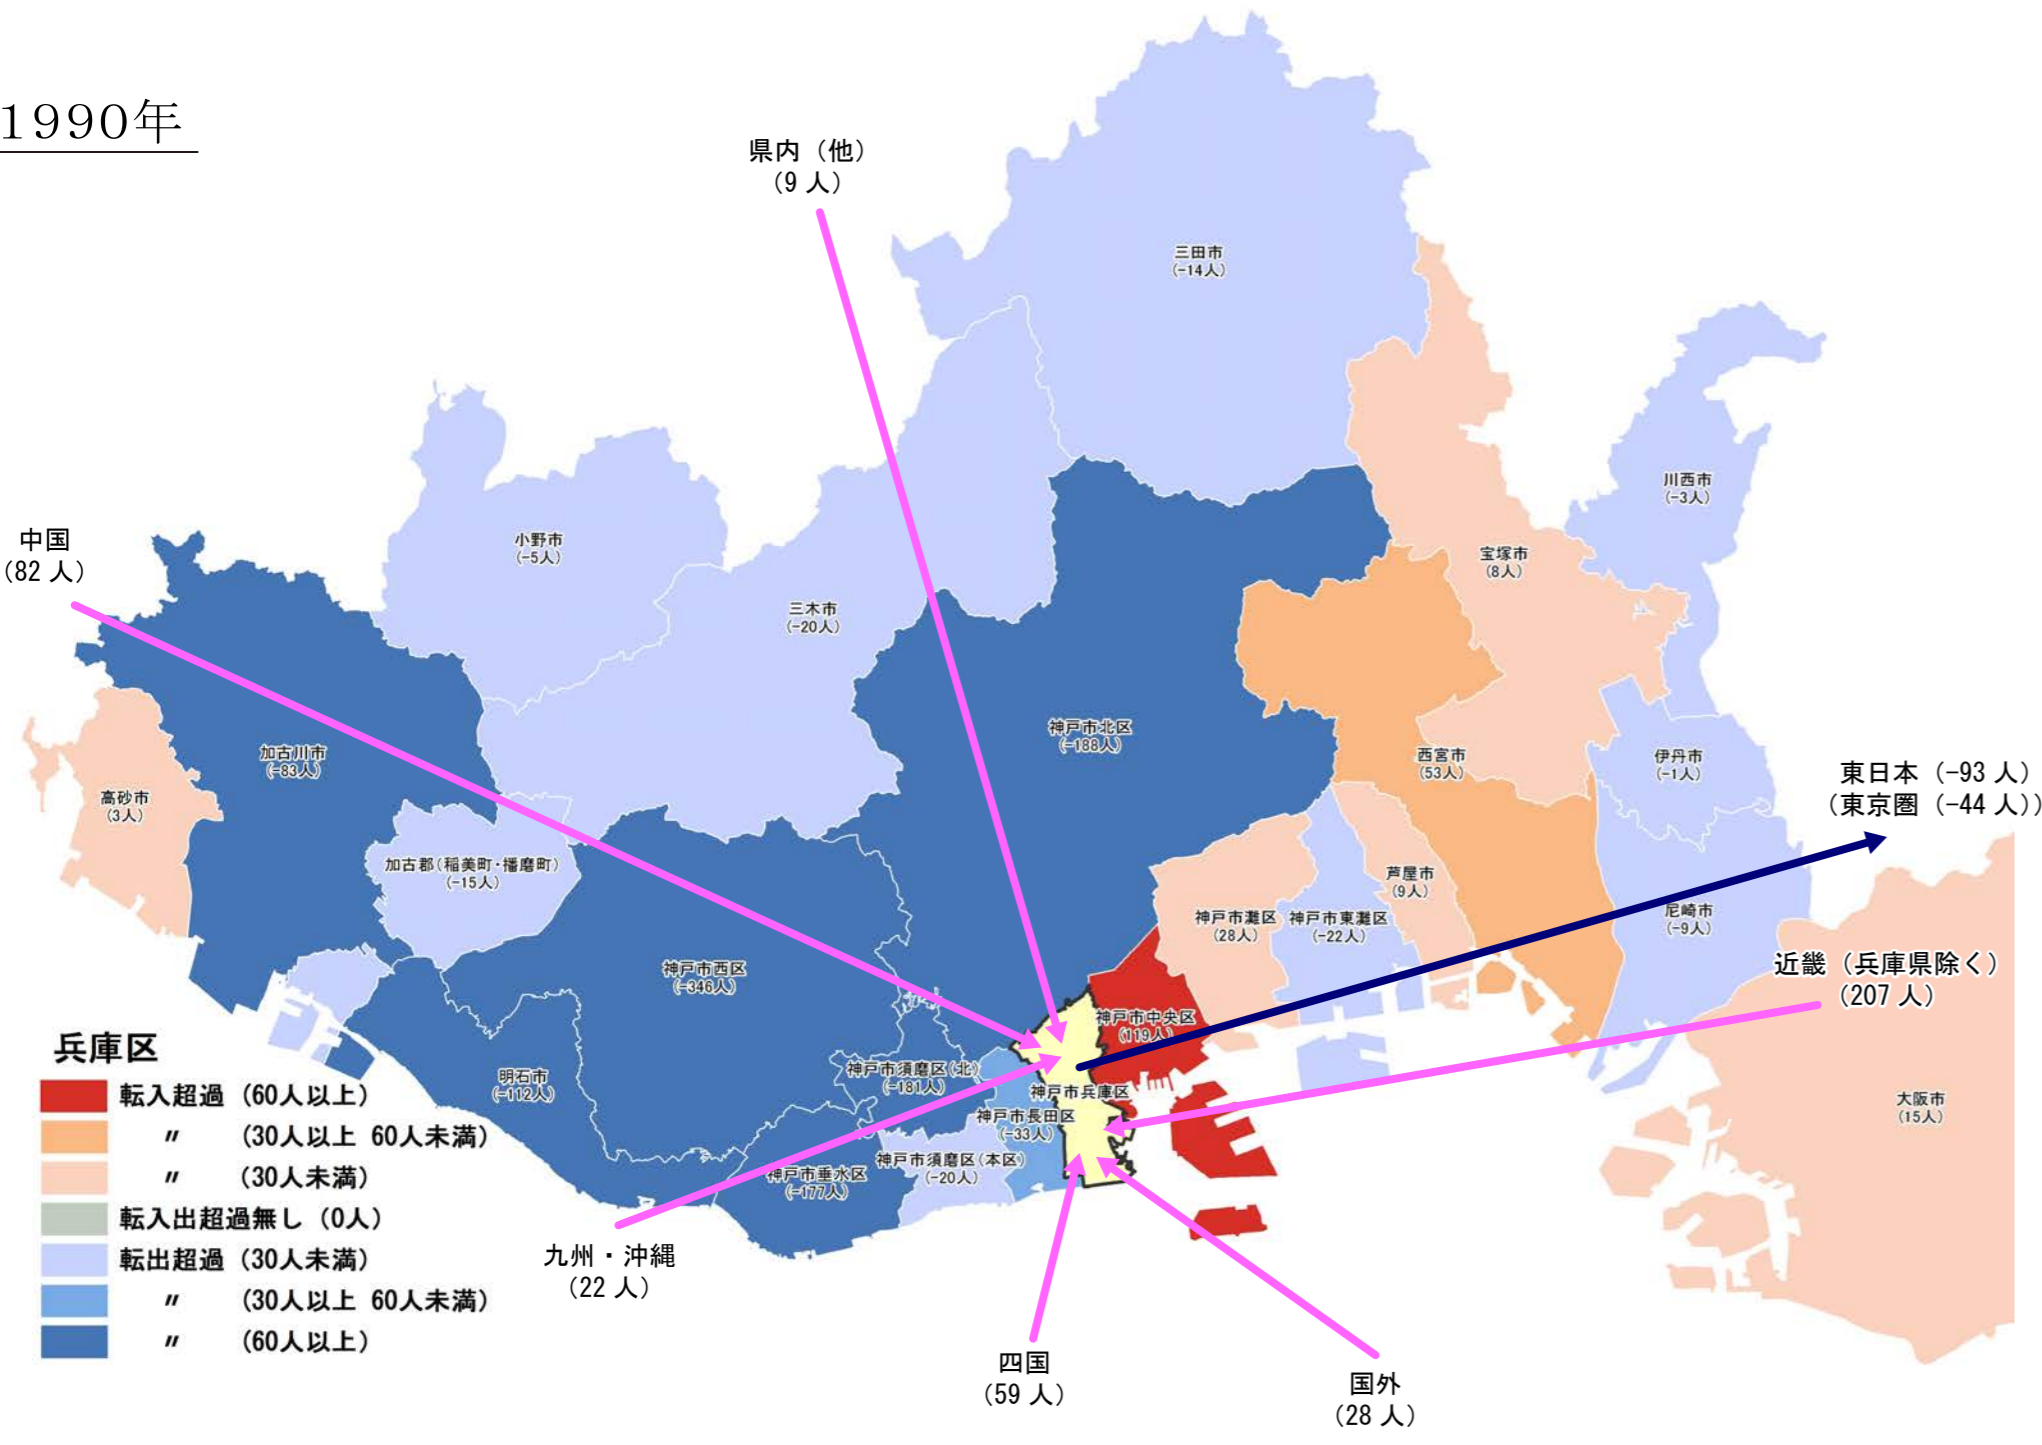 1990年
県内（他）
（9 人）
三田市
(-14人)
川西市
(-3人)
中国
（82 人）
小野市
(-5人)
宝塚市
(8人)
三木市
(-20人)
神戸市北区
(-188人)
加古川市
(-83人)
西宮市
(53人)
伊丹市
(-1人)
東日本（-93 人）
（東京圏（-44 人））
高砂市
(3人)
加古郡(稲美町・播磨町)
(-15人)
芦屋市
(9人)
神戸市灘区
(28人)
神戸市東灘区
(-22人)
尼崎市
(-9人)
神戸市西区
(-346人)
近畿（兵庫県除く）
（207 人）
神戸市中央区
(119人)
明石市
(-112人)
神戸市須磨区(北)
(-181人)
神戸市兵庫区
神戸市長田区
(-33人)
大阪市
(15人)
神戸市垂水区
(-177人)
神戸市須磨区(本区)
(-20人)
九州・沖縄
（22 人）
四国
（59 人）
国外
（28 人）
兵庫区
転入超過（60人以上）
〃 （30人以上 60人未満）
〃 （30人未満）
転入出超過無し（0人）
転出超過（30人未満）
〃 （30人以上 60人未満）
〃 （60人以上）